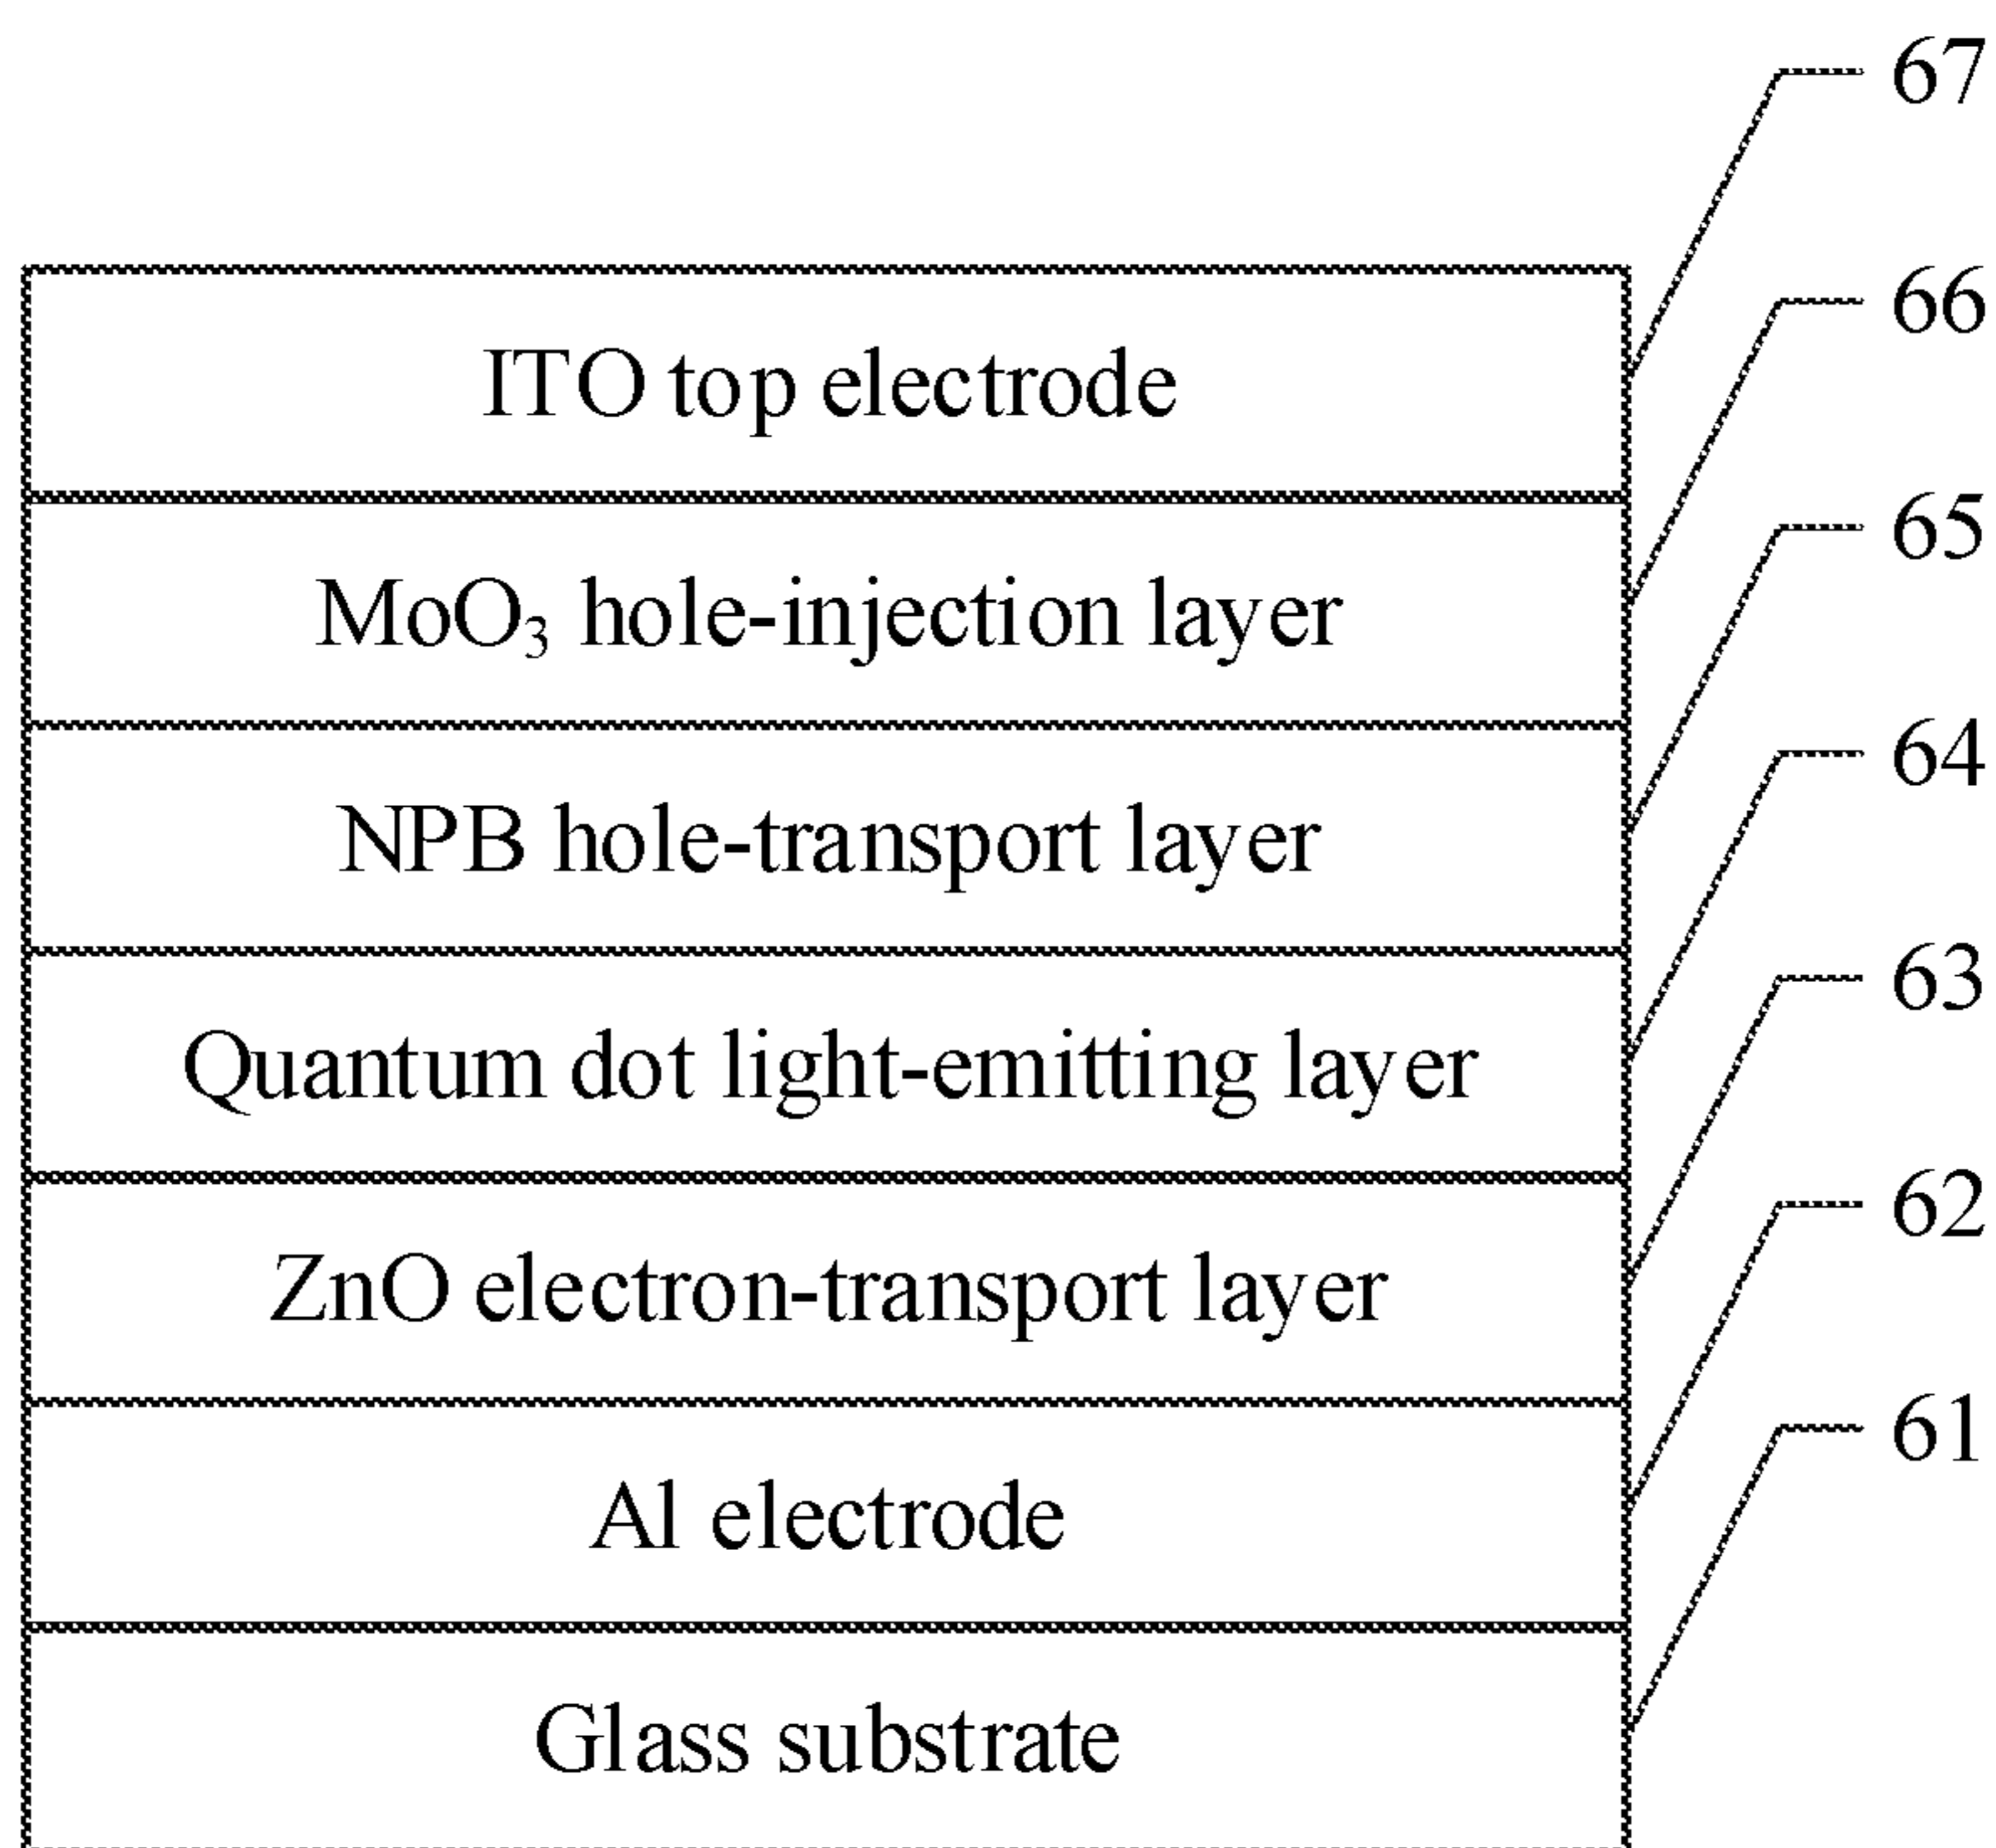 67
ITO top electrode
66
MoO₃ hole-injection layer
65
NPB hole-transport layer
64
Quantum dot light-emitting layer
63
ZnO electron-transport layer
62
Al electrode
61
Glass substrate